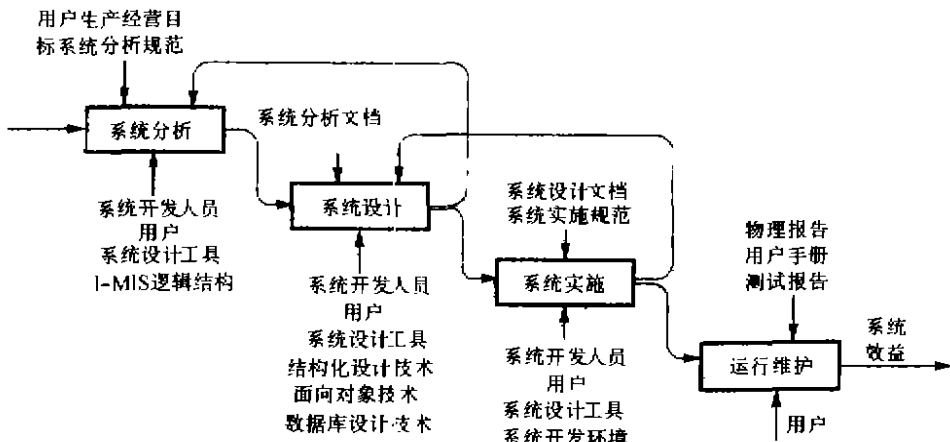 用户生产经营目
标系统分析规范
系统分析
系统分析文档
系统开发人员
用户
系统设计工具
I-MIS逻辑结构
系统设计
系统设计文档
系统实施规范
系统开发人员
用户
系统设计工具
结构化设计技术
面向对象技术
数据库设计技术
系统实施
系统开发人员
用户
系统设计工具
系统开发环境
物理报告
用户手册
测试报告
运行维护
系统
效益
用户